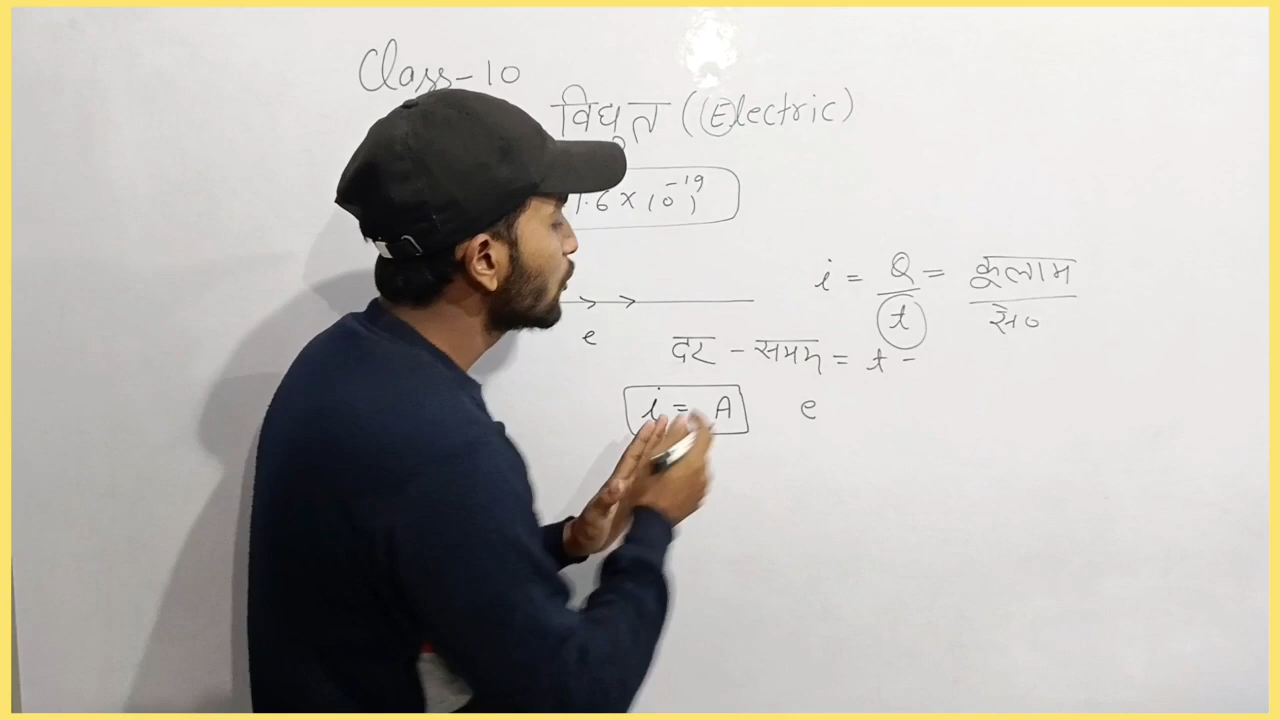 Class-10
विद्युत (Electric)
1.6 × 10⁻¹⁹
i = Q/t = कूलाम/से०
e
दर - समय = t -
i = A
e